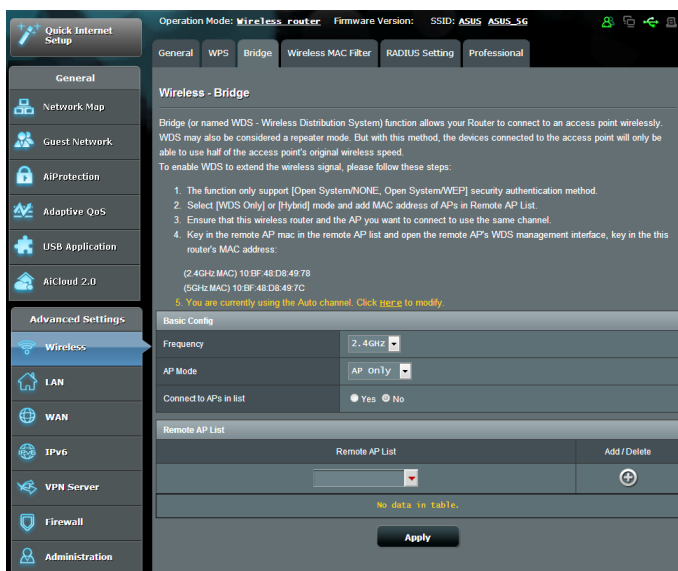 Quick Internet
Setup
Operation Mode: Wireless router Firmware Version: SSID: ASUS ASUS_5G
General WPS Bridge Wireless MAC Filter RADIUS Setting Professional
General
Network Map
Guest Network
AiProtection
Adaptive QoS
USB Application
AiCloud 2.0
Advanced Settings
Wireless
LAN
WAN
IPv6
VPN Server
Firewall
Administration
Wireless - Bridge
Bridge (or named WDS - Wireless Distribution System) function allows your Router to connect to an access point wirelessly.
WDS may also be considered a repeater mode. But with this method, the devices connected to the access point will only be
able to use half of the access point's original wireless speed.
To enable WDS to extend the wireless signal, please follow these steps:
1. The function only support [Open System/NONE, Open System/WEP] security authentication method.
2. Select [WDS Only] or [Hybrid] mode and add MAC address of APs in Remote AP List.
3. Ensure that this wireless router and the AP you want to connect to use the same channel.
4. Key in the remote AP mac in the remote AP list and open the remote AP's WDS management interface, key in the this
router's MAC address:
(2.4GHz MAC) 10:BF:48:D8:49:78
(5GHz MAC) 10:BF:48:D8:49:7C
5. You are currently using the Auto channel. Click Here to modify.
Basic Config
Frequency 2.4GHz
AP Mode AP Only
Connect to APs in list Yes No
Remote AP List
Remote AP List Add / Delete
No data in table.
Apply